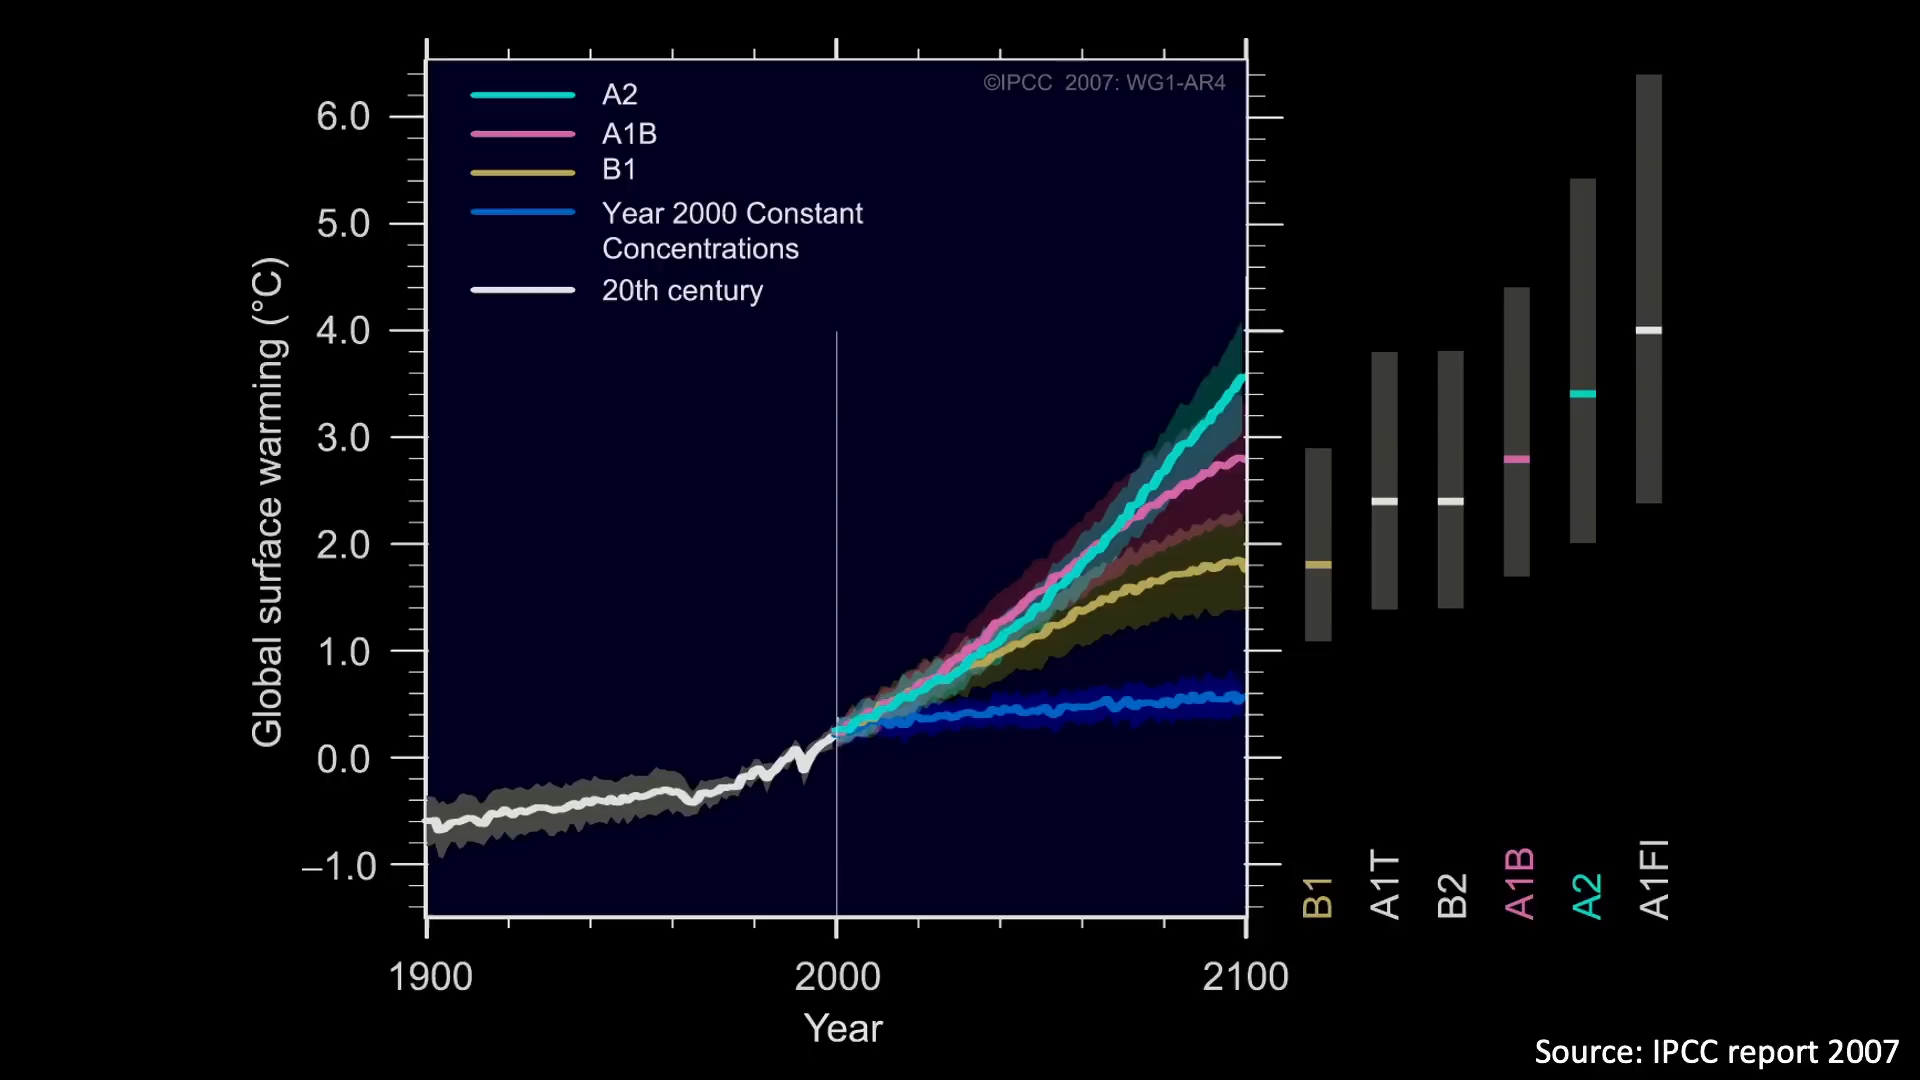 ©IPCC 2007: WG1-AR4
A2
A1B
B1
Year 2000 Constant
Concentrations
20th century
Global surface warming (°C)
6.0
5.0
4.0
3.0
2.0
1.0
0.0
–1.0
1900
2000
2100
Year
B1
A1T
B2
A1B
A2
A1FI
Source: IPCC report 2007